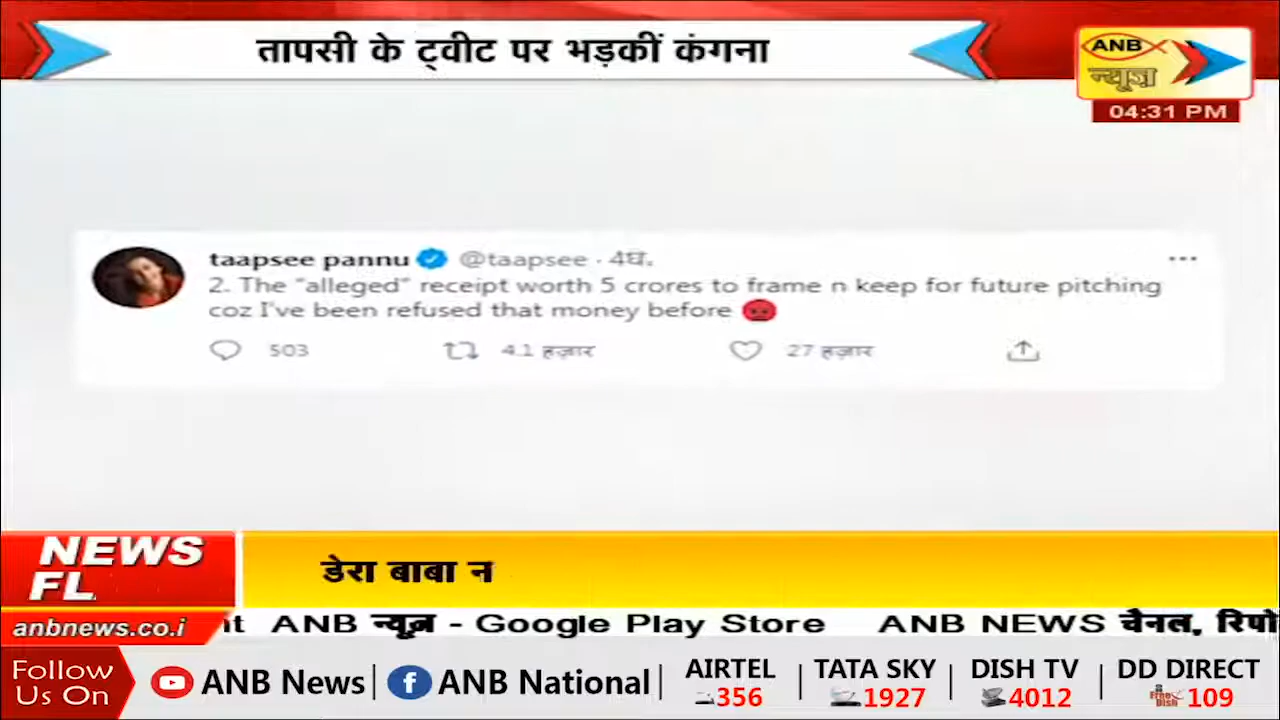 तापसी के ट्वीट पर भड़कीं कंगना
ANB
न्यूज़
04:31 PM
taapsee pannu @taapsee · 4घं.
2. The "alleged" receipt worth 5 crores to frame n keep for future pitching
coz I've been refused that money before
503 4.1 हज़ार 27 हज़ार
NEWS
FL
डेरा बाबा न
anbnews.co.i
nt ANB न्यूज़ - Google Play Store ANB NEWS चैनल, रिपो
Follow
Us On
ANB News
ANB National
AIRTEL
356
TATA SKY
1927
DISH TV
4012
DD DIRECT
Free Dish 109